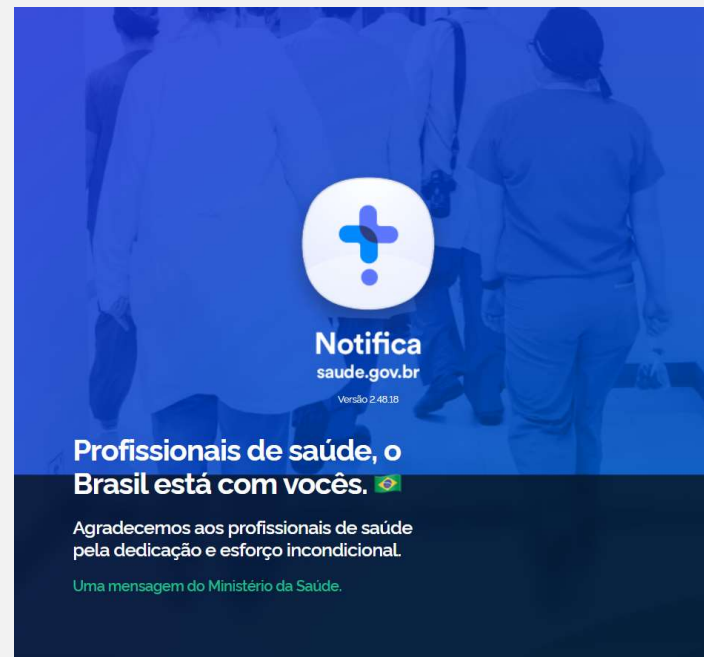 Notifica
saude.gov.br
Versão 2.48.18
Profissionais de saúde, o
Brasil está com vocês. 🇧🇷
Agradecemos aos profissionais de saúde
pela dedicação e esforço incondicional.
Uma mensagem do Ministério da Saúde.